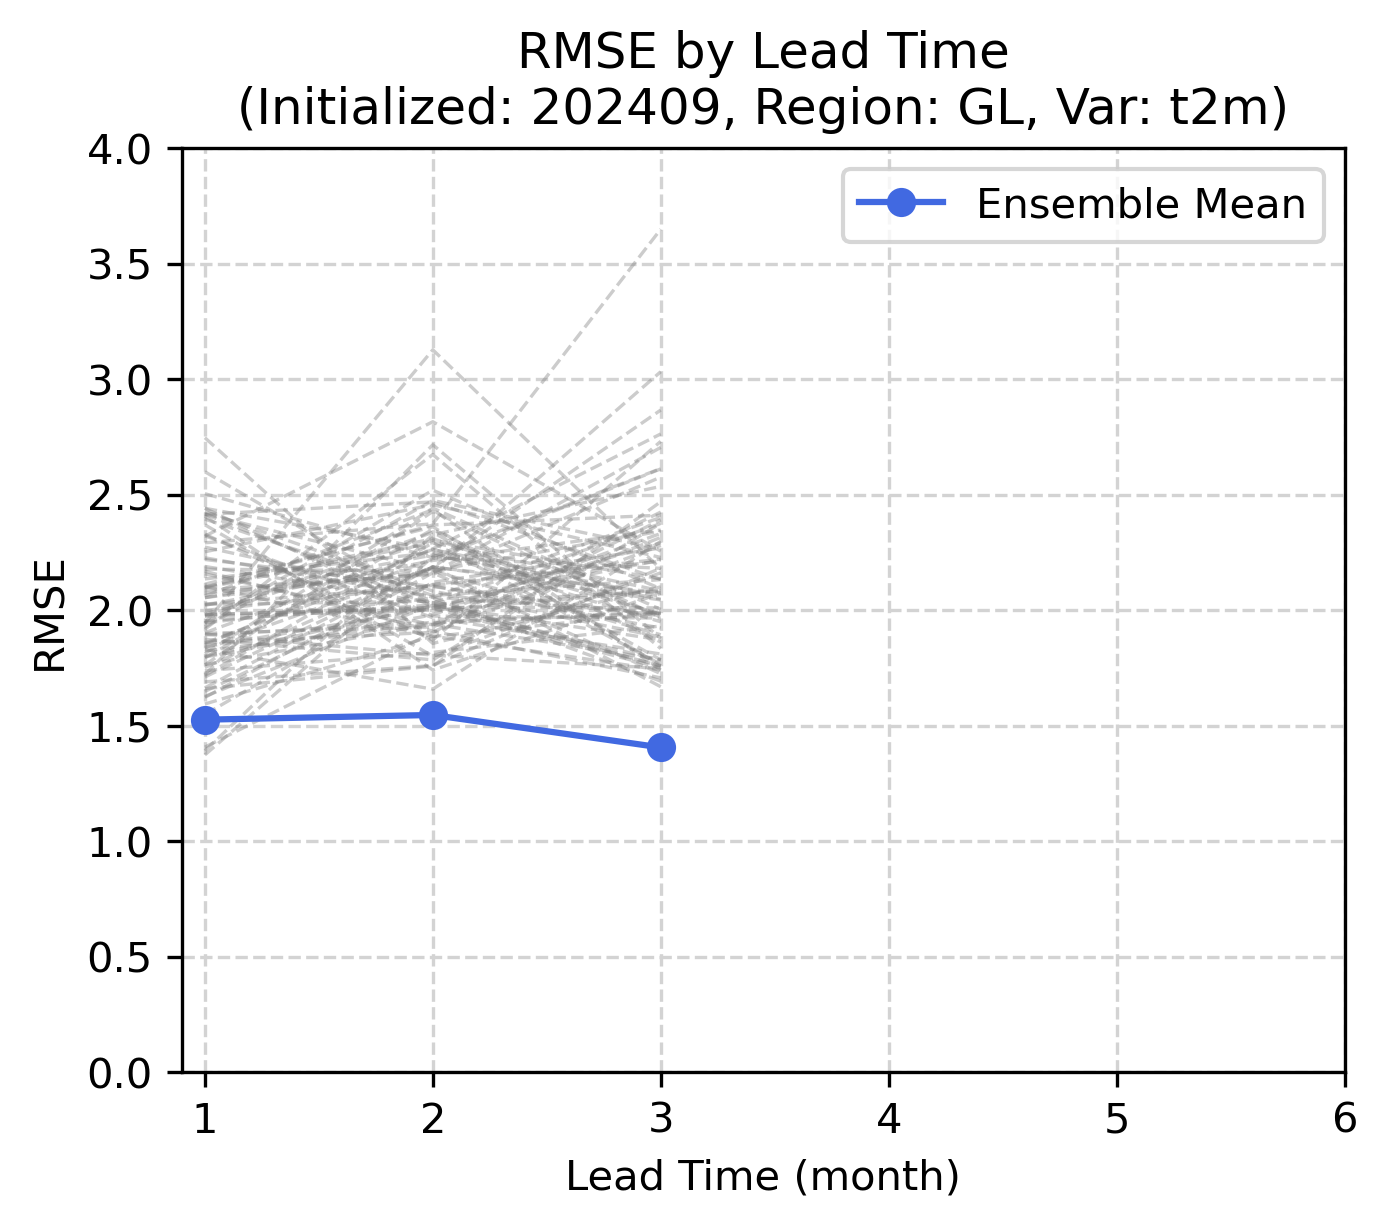 RMSE by Lead Time
(Initialized: 202409, Region: GL, Var: t2m)
4.0
3.5
3.0
2.5
2.0
1.5
1.0
0.5
0.0
RMSE
Ensemble Mean
1 2 3 4 5 6
Lead Time (month)